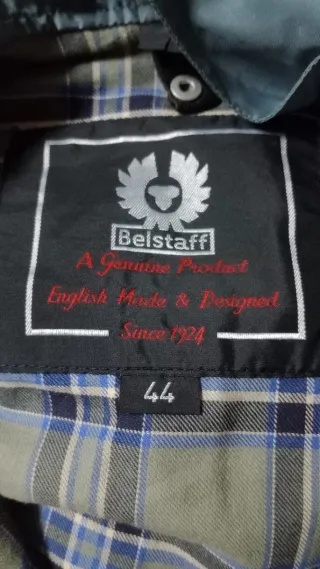 Belstaff
A Genuine Product
English Made & Designed
Since 1924
44